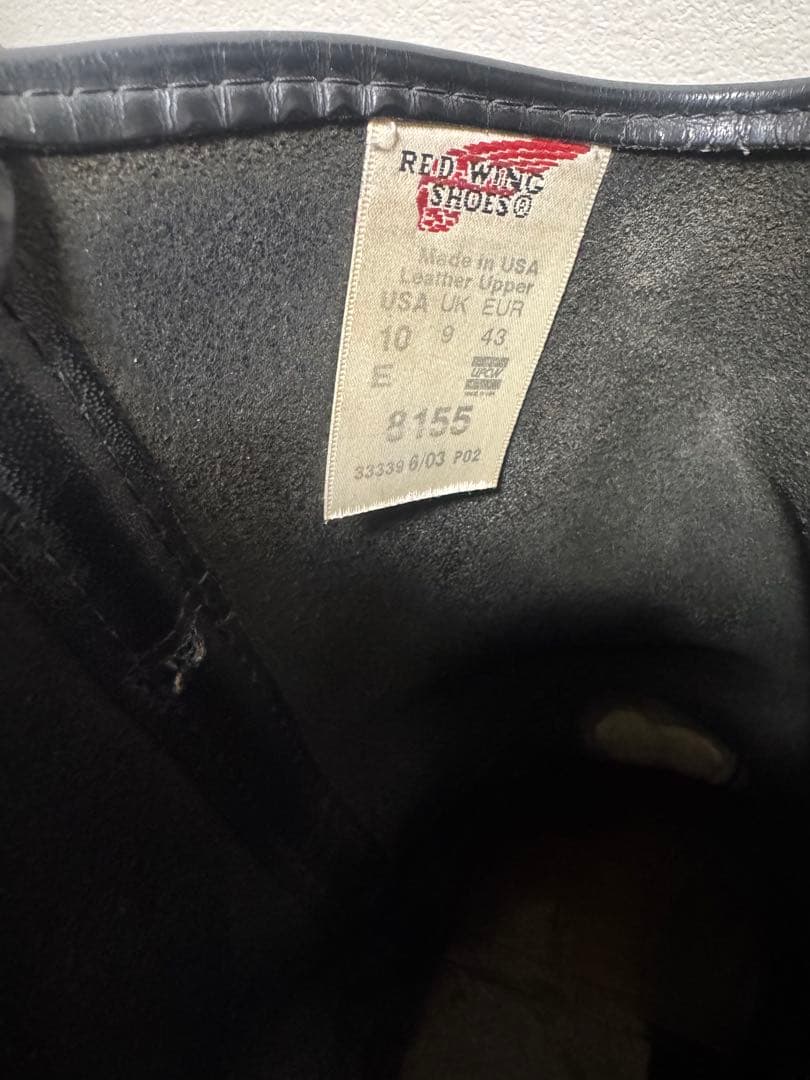 RED WING
SHOES®
Made in USA
Leather Upper
USA UK EUR
10 9 43
E UFCW
8155
33339 6/03 P02